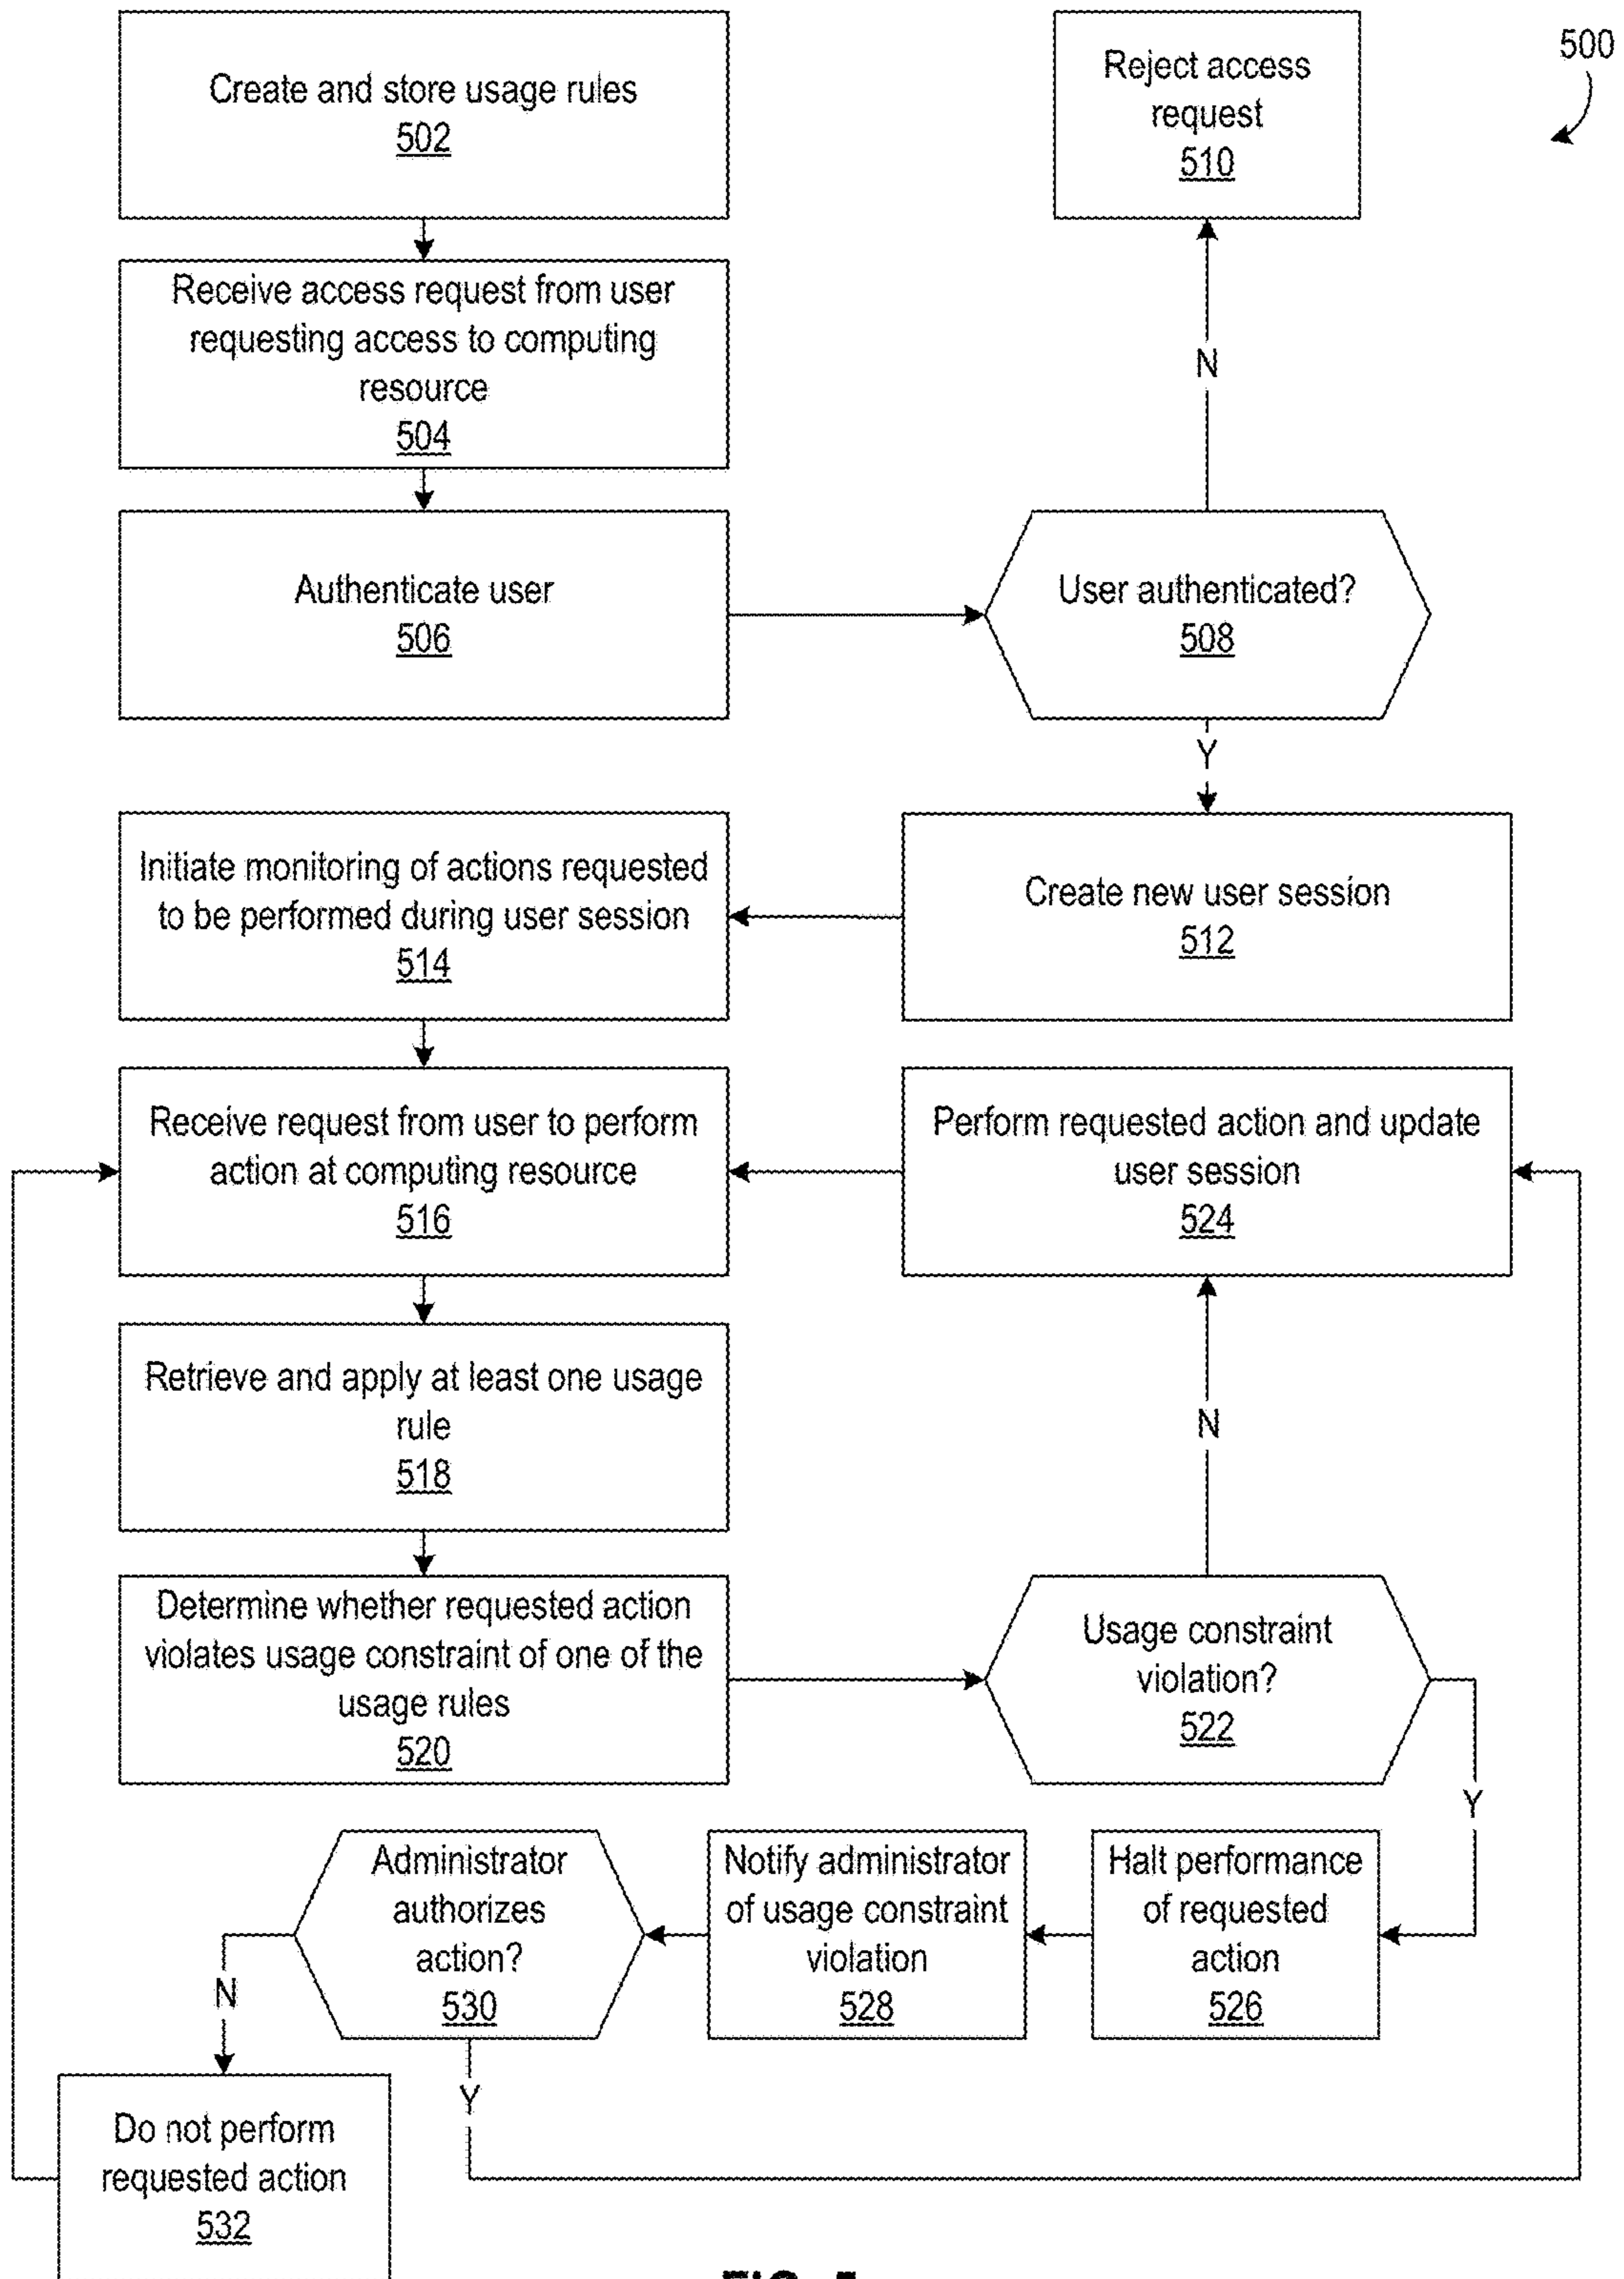 Create and store usage rules
502
Reject access
request
510
500
Receive access request from user
requesting access to computing
resource
504
N
Authenticate user
506
User authenticated?
508
Y
Initiate monitoring of actions requested
to be performed during user session
514
Create new user session
512
Receive request from user to perform
action at computing resource
516
Perform requested action and update
user session
524
Retrieve and apply at least one usage
rule
518
N
Determine whether requested action
violates usage constraint of one of the
usage rules
520
Usage constraint
violation?
522
Y
Administrator
authorizes
action?
530
Notify administrator
of usage constraint
violation
528
Halt performance
of requested
action
526
N
Y
Do not perform
requested action
532